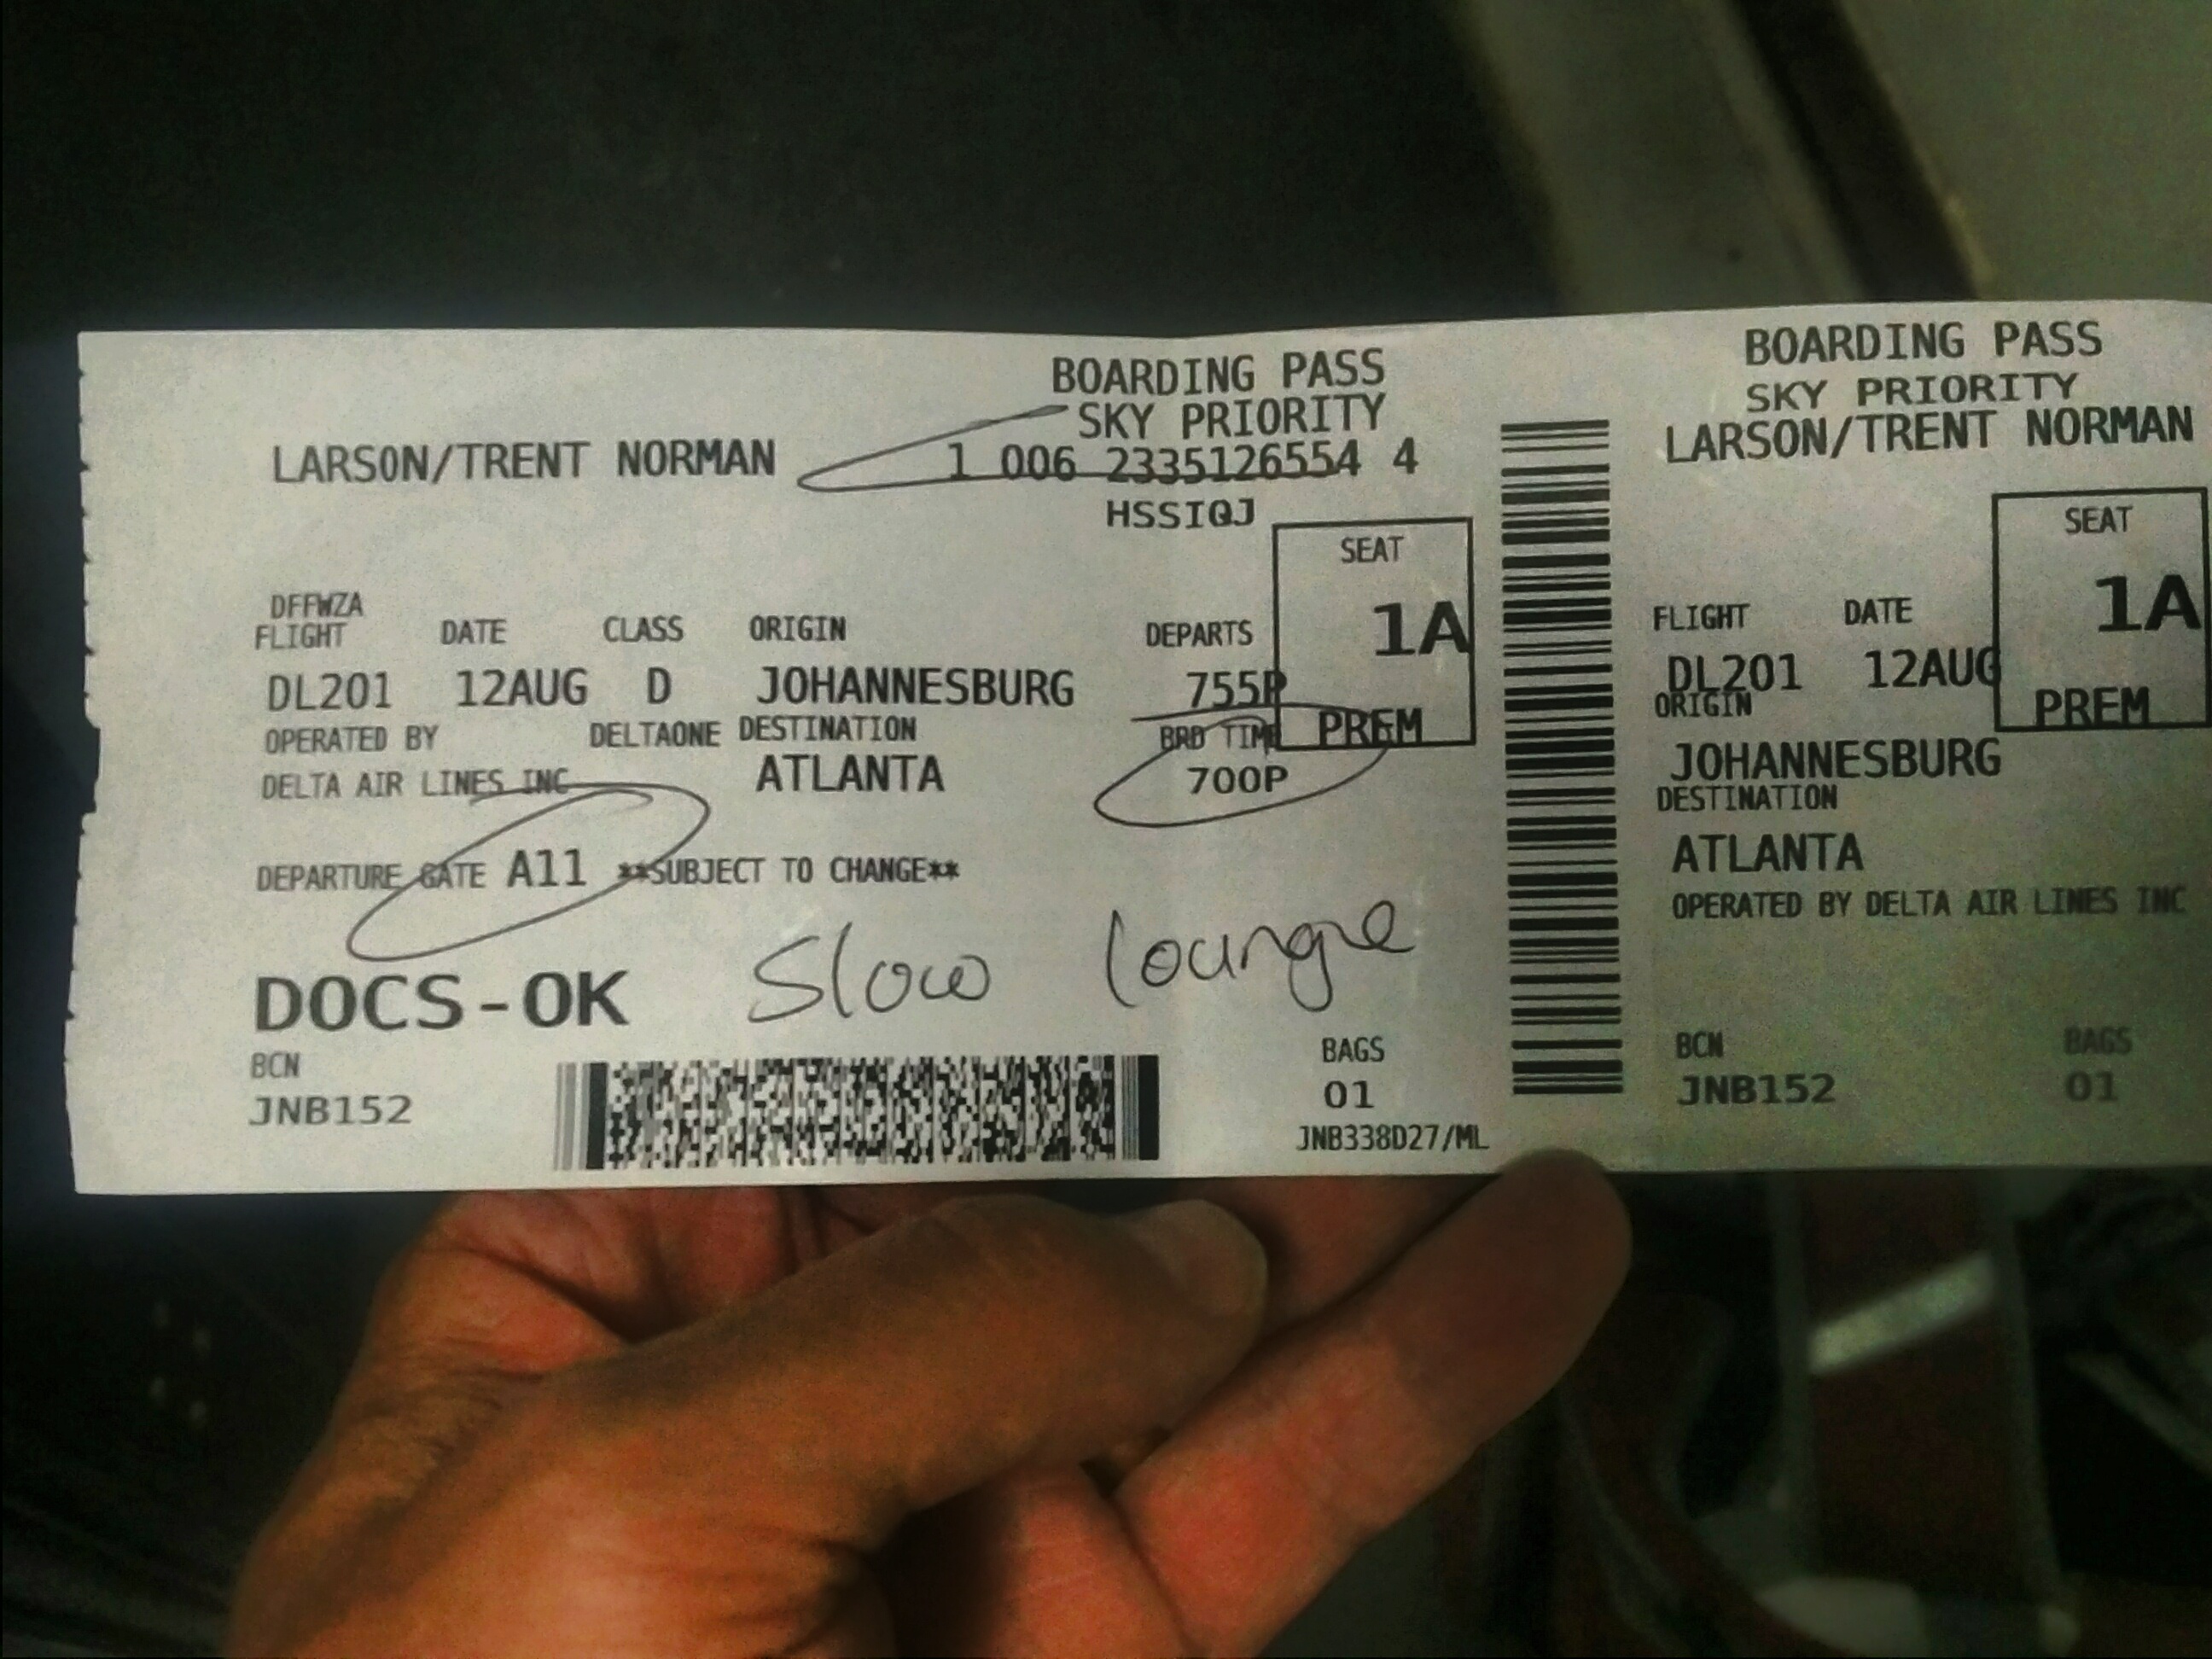 BOARDING PASS
SKY PRIORITY
LARSON/TRENT NORMAN 1 006 2335126554 4
HSSIQJ
SEAT
1A
PREM
DFFWZA
FLIGHT DATE CLASS ORIGIN DEPARTS
DL201 12AUG D JOHANNESBURG 755P
OPERATED BY DELTAONE DESTINATION BRD TIME
DELTA AIR LINES INC ATLANTA 700P
DEPARTURE GATE A11 **SUBJECT TO CHANGE**
Slow lounge
DOCS-OK
BCN BAGS
JNB152 01
JNB338D27/ML
BOARDING PASS
SKY PRIORITY
LARSON/TRENT NORMAN
SEAT
1A
PREM
FLIGHT DATE
DL201 12AUG
ORIGIN
JOHANNESBURG
DESTINATION
ATLANTA
OPERATED BY DELTA AIR LINES INC
BCN BAGS
JNB152 01